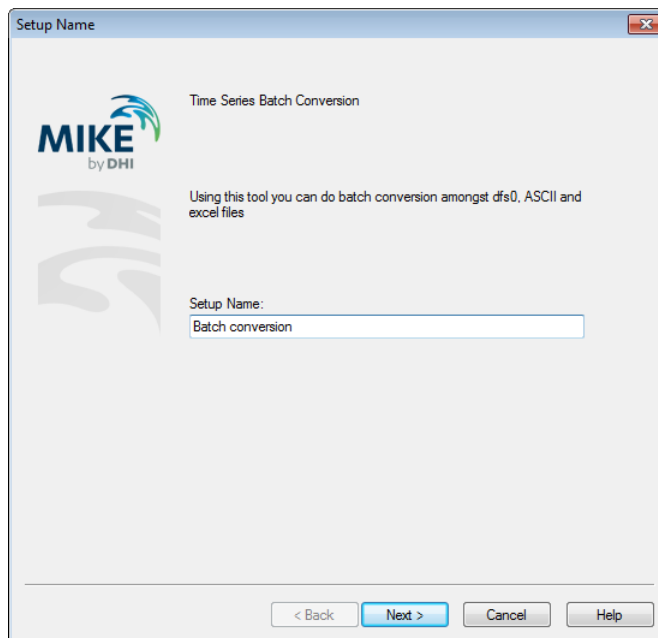 Setup Name
Time Series Batch Conversion
MIKE
by DHI
Using this tool you can do batch conversion amongst dfs0, ASCII and
excel files
Setup Name:
Batch conversion
< Back
Next >
Cancel
Help